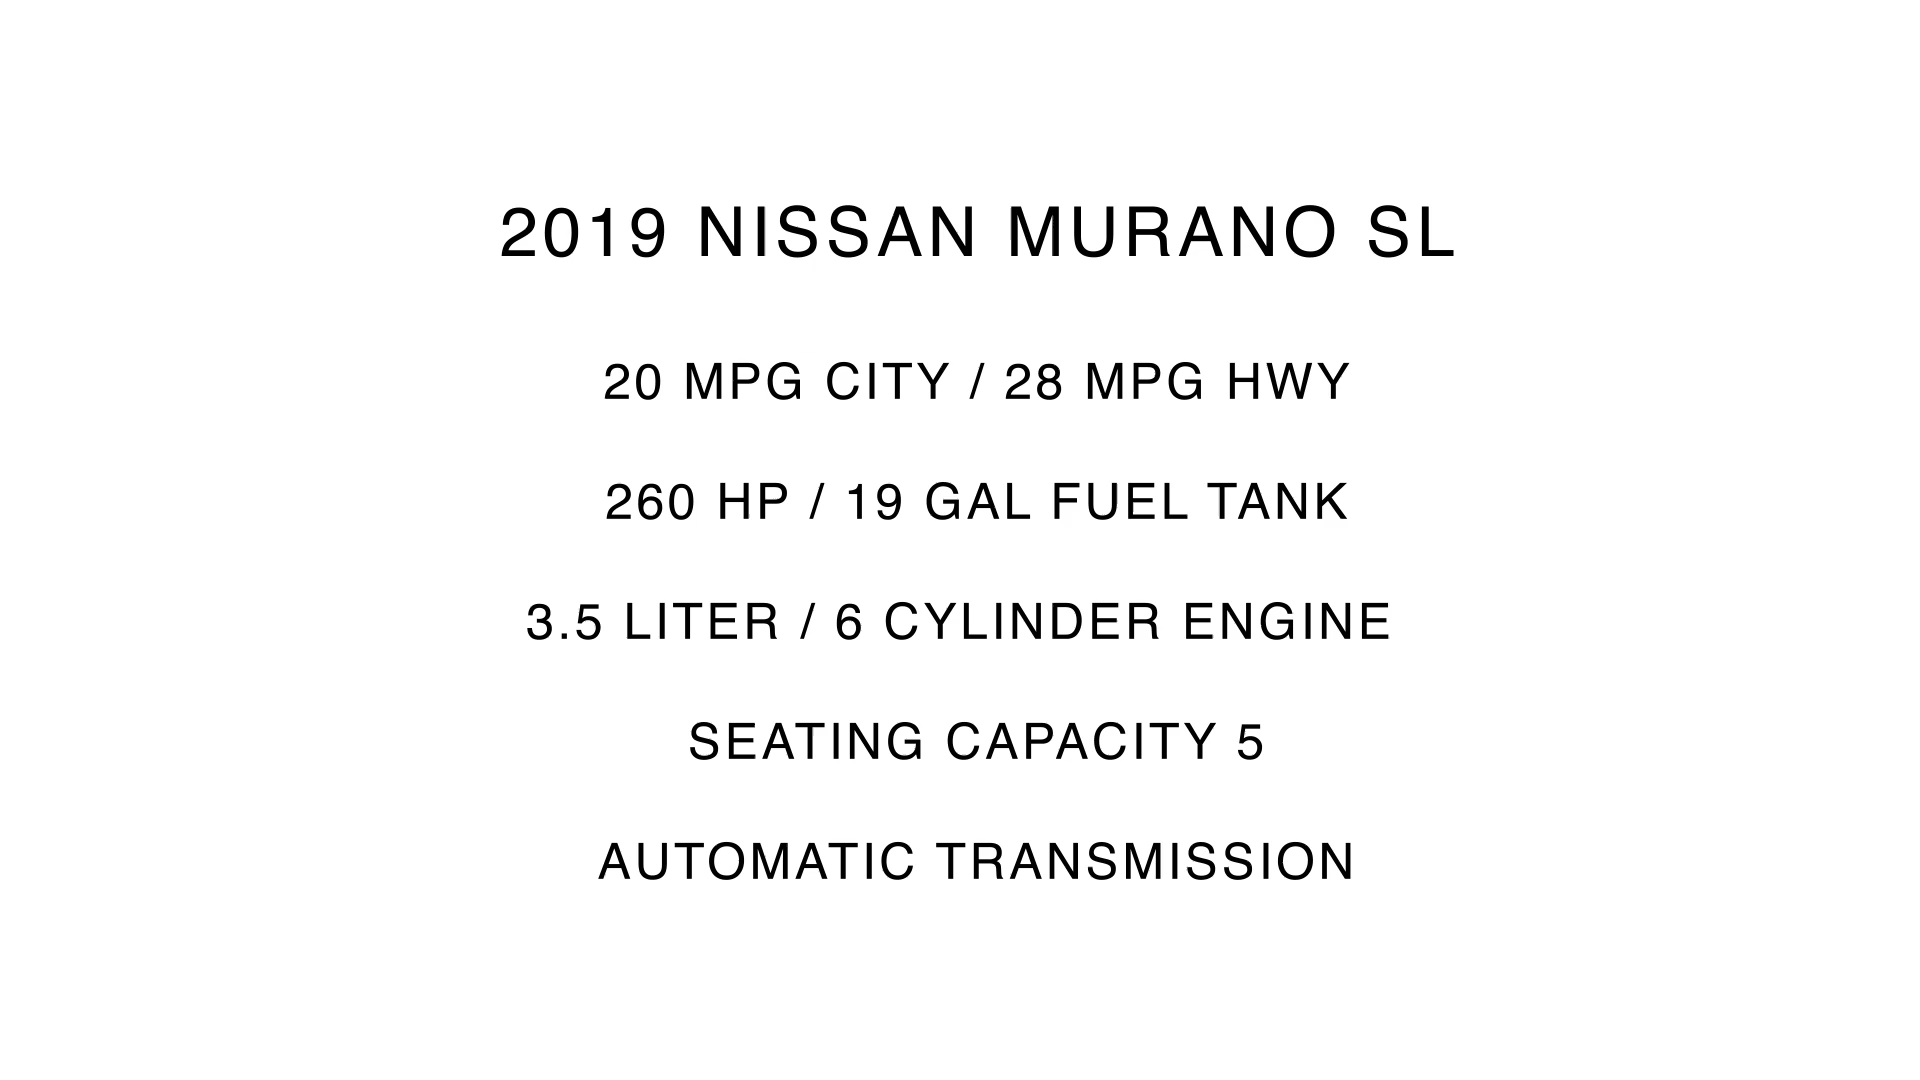 2019 NISSAN MURANO SL
20 MPG CITY / 28 MPG HWY
260 HP / 19 GAL FUEL TANK
3.5 LITER / 6 CYLINDER ENGINE
SEATING CAPACITY 5
AUTOMATIC TRANSMISSION